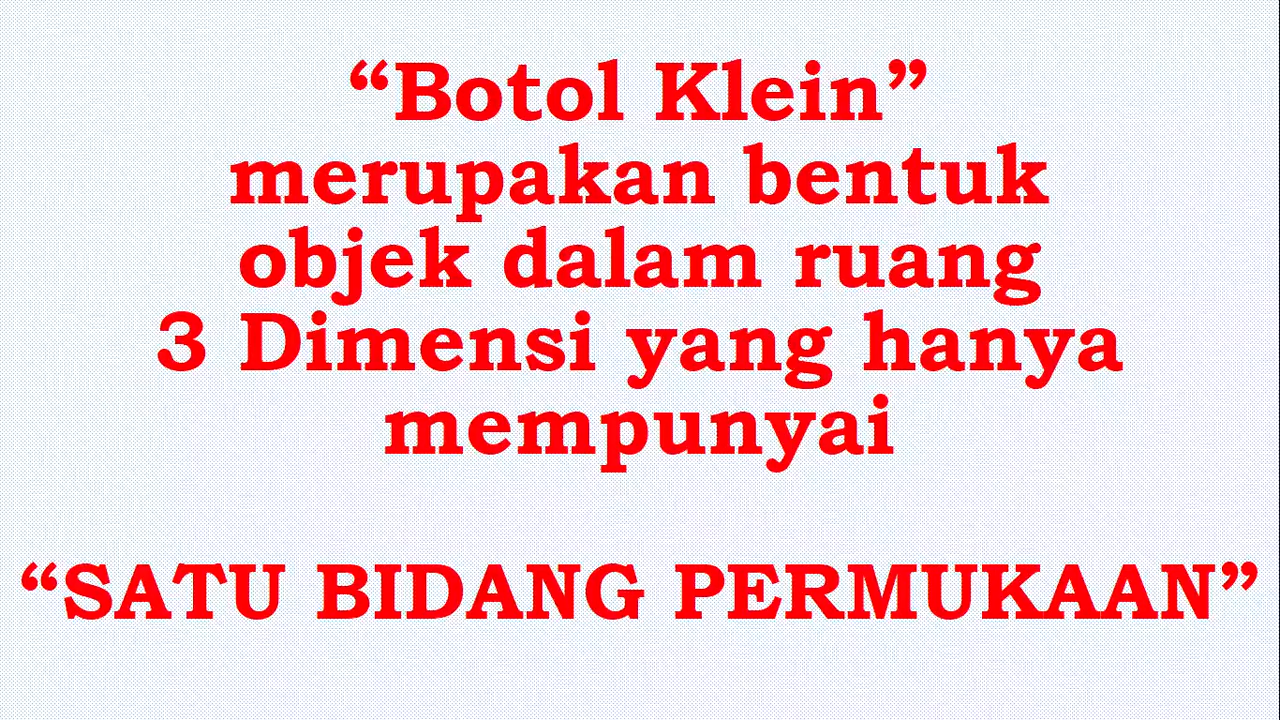 “Botol Klein”
merupakan bentuk
objek dalam ruang
3 Dimensi yang hanya
mempunyai
“SATU BIDANG PERMUKAAN”